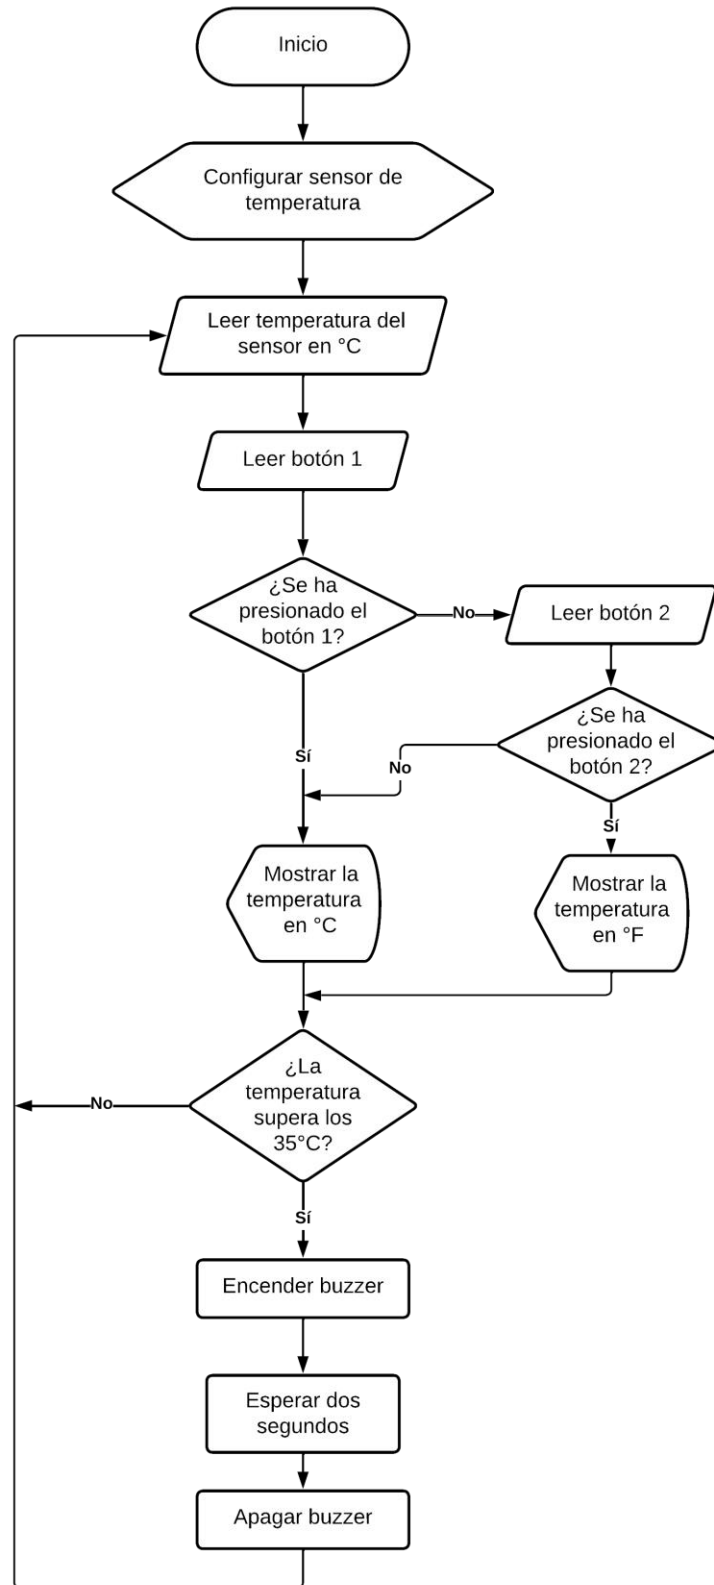 Inicio
Configurar sensor de
temperatura
Leer temperatura del
sensor en °C
Leer botón 1
¿Se ha
presionado el
botón 1?
No
Leer botón 2
¿Se ha
presionado el
botón 2?
No
Sí
Sí
Mostrar la
temperatura
en °C
Mostrar la
temperatura
en °F
¿La
temperatura
supera los
35°C?
No
Sí
Encender buzzer
Esperar dos
segundos
Apagar buzzer